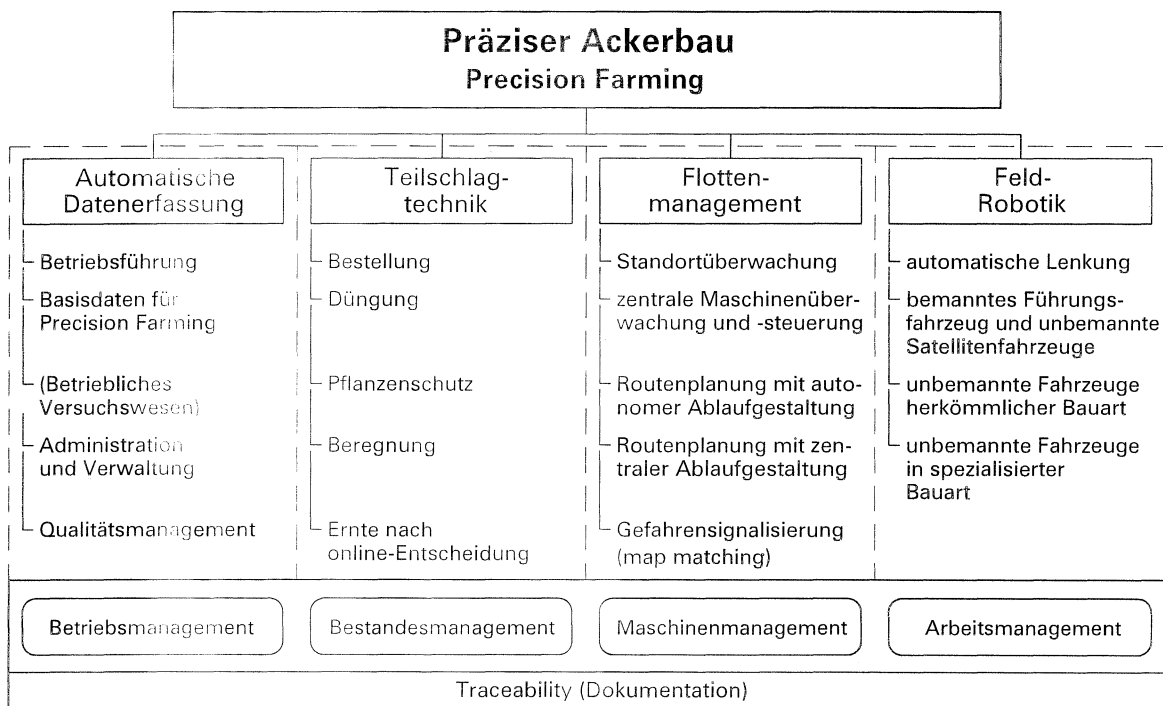 Präziser Ackerbau
Precision Farming
Automatische
Datenerfassung
Betriebsführung
Basisdaten für
Precision Farming
(Betriebliches
Versuchswesen)
Administration
und Verwaltung
Qualitätsmanagement
Betriebsmanagement
Teilschlag-
technik
Bestellung
Düngung
Pflanzenschutz
Beregnung
Ernte nach
online-Entscheidung
Bestandesmanagement
Flotten-
management
Standortüberwachung
zentrale Maschinenüber-
wachung und -steuerung
Routenplanung mit auto-
nomer Ablaufgestaltung
Routenplanung mit zen-
traler Ablaufgestaltung
Gefahrensignalisierung
(map matching)
Maschinenmanagement
Feld-
Robotik
automatische Lenkung
bemanntes Führungs-
fahrzeug und unbemannte
Satellitenfahrzeuge
unbemannte Fahrzeuge
herkömmlicher Bauart
unbemannte Fahrzeuge
in spezialisierter
Bauart
Arbeitsmanagement
Traceability (Dokumentation)